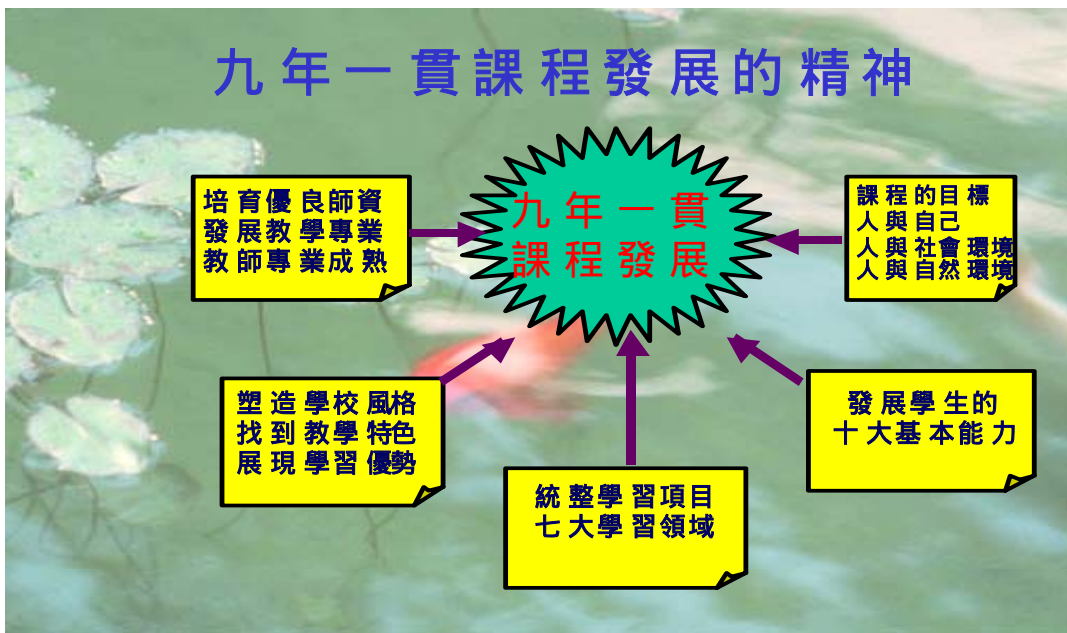 九年一貫課程發展的精神
九年一貫
課程發展
培育優良師資
發展教學專業
教師專業成熟
課程的目標
人與自己
人與社會環境
人與自然環境
塑造學校風格
找到教學特色
展現學習優勢
統整學習項目
七大學習領域
發展學生的
十大基本能力